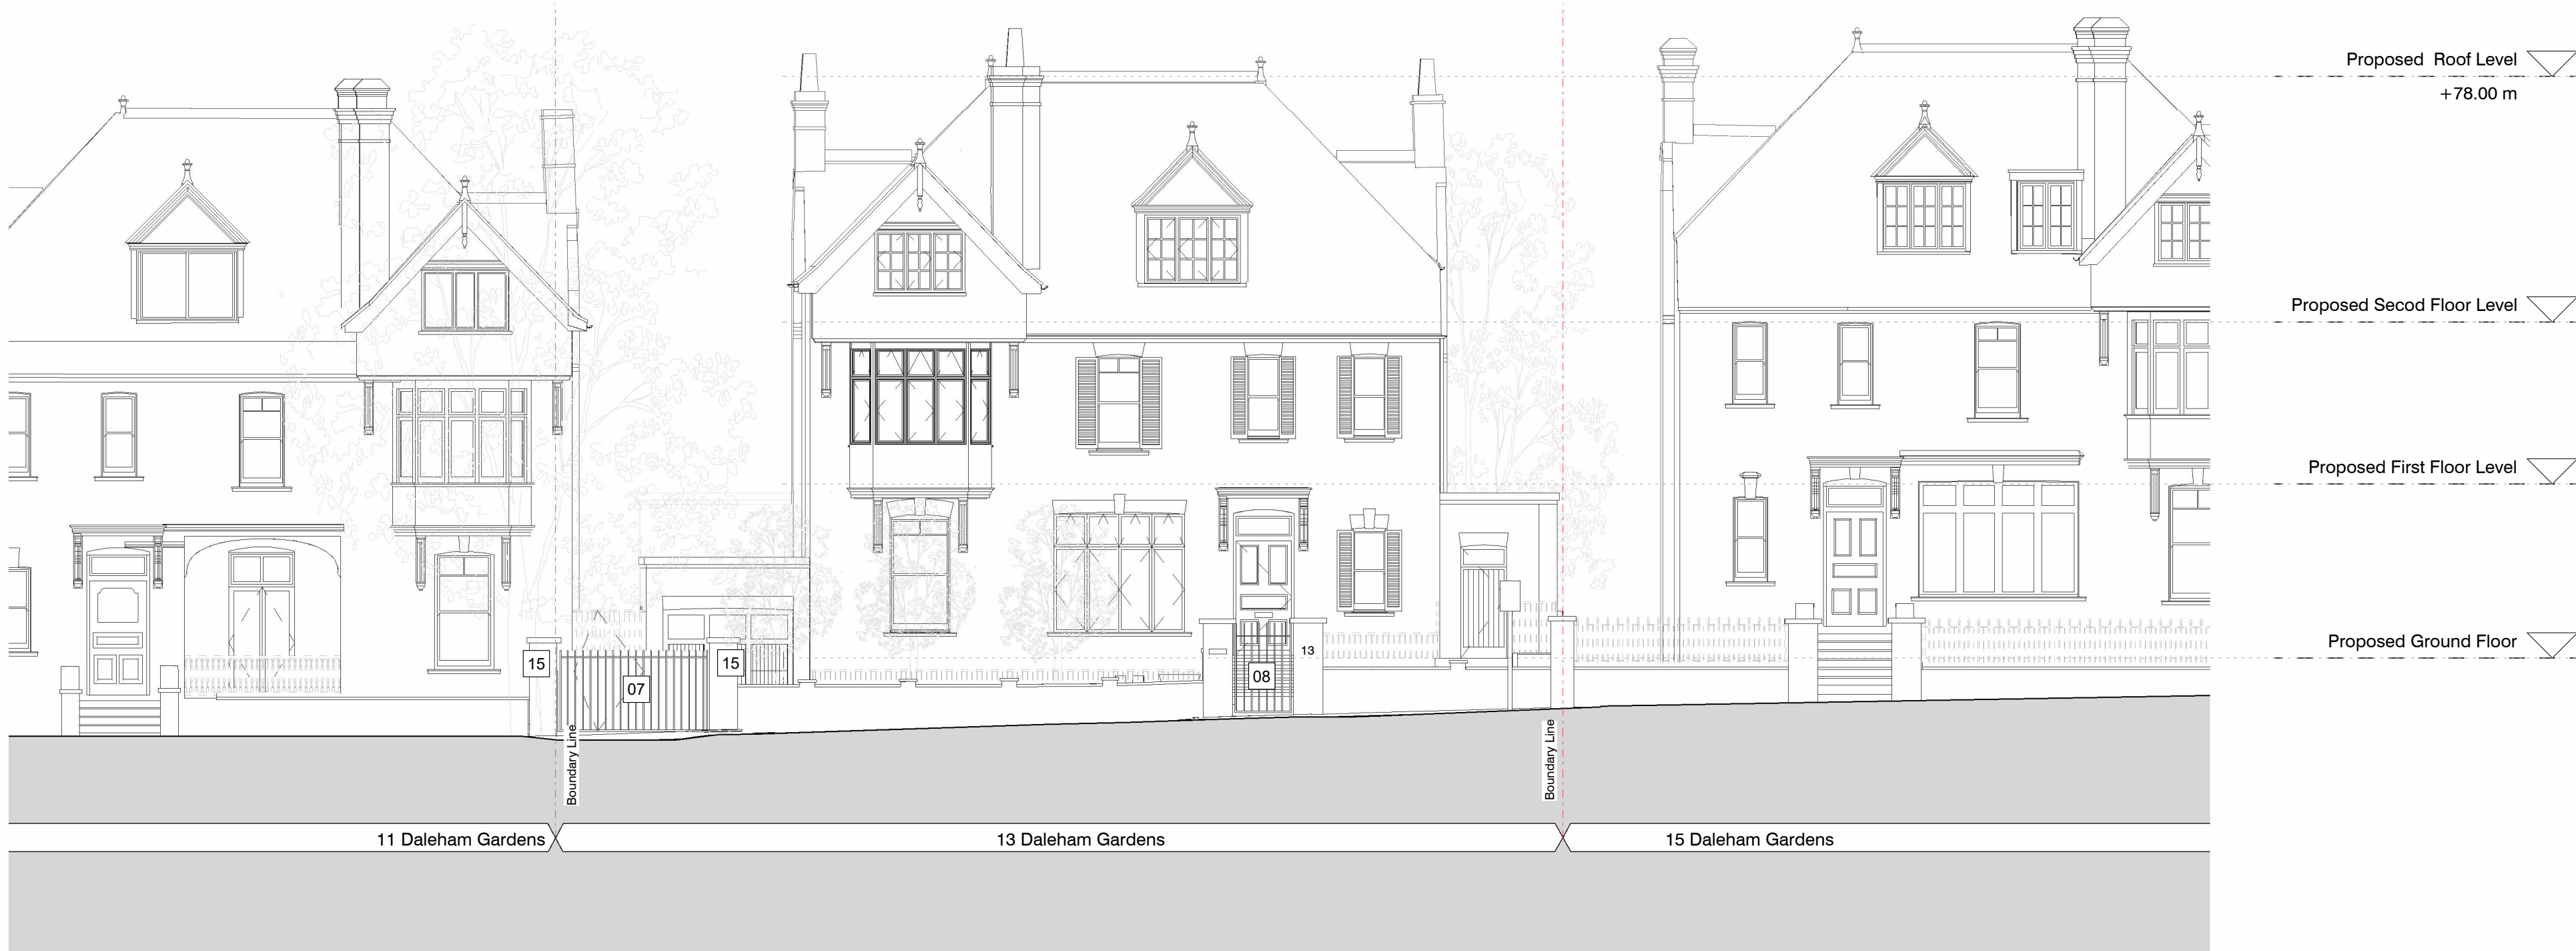 Proposed Roof Level
+78.00 m
Proposed Secod Floor Level
Proposed First Floor Level
Proposed Ground Floor
15
07
15
08
13
Boundary Line
Boundary Line
11 Daleham Gardens
13 Daleham Gardens
15 Daleham Gardens